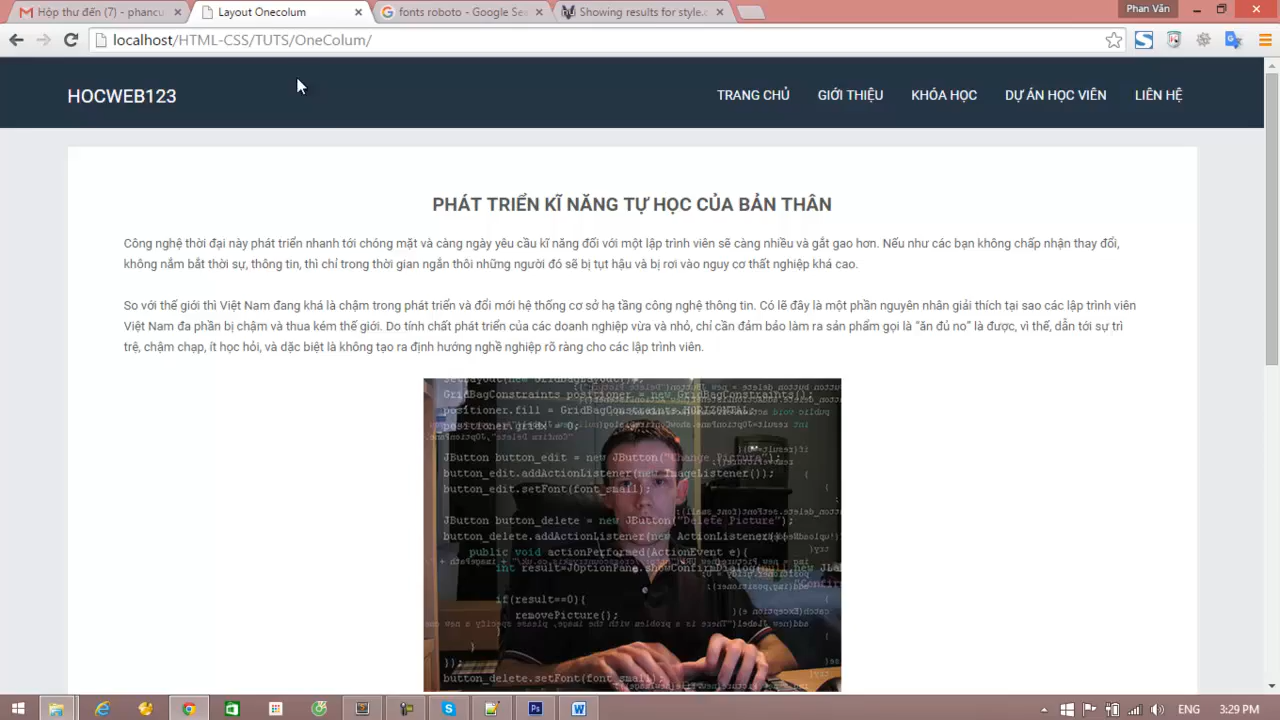 Hộp thư đến (7) - phancu
Layout Onecolum
fonts roboto - Google Se
Showing results for style.c
Phan Văn
localhost/HTML-CSS/TUTS/OneColum/
HOCWEB123
TRANG CHỦ
GIỚI THIỆU
KHÓA HỌC
DỰ ÁN HỌC VIÊN
LIÊN HỆ
PHÁT TRIỂN KĨ NĂNG TỰ HỌC CỦA BẢN THÂN
Công nghệ thời đại này phát triển nhanh tới chóng mặt và càng ngày yêu cầu kĩ năng đối với một lập trình viên sẽ càng nhiều và gắt gao hơn. Nếu như các bạn không chấp nhận thay đổi,
không nắm bắt thời sự, thông tin, thì chỉ trong thời gian ngắn thôi những người đó sẽ bị tụt hậu và bị rơi vào nguy cơ thất nghiệp khá cao.
So với thế giới thì Việt Nam đang khá là chậm trong phát triển và đổi mới hệ thống cơ sở hạ tầng công nghệ thông tin. Có lẽ đây là một phần nguyên nhân giải thích tại sao các lập trình viên
Việt Nam đa phần bị chậm và thua kém thế giới. Do tính chất phát triển của các doanh nghiệp vừa và nhỏ, chỉ cần đảm bảo làm ra sản phẩm gọi là "ăn đủ no" là được, vì thế, dẫn tới sự trì
trệ, chậm chạp, ít học hỏi, và đặc biệt là không tạo ra định hướng nghề nghiệp rõ ràng cho các lập trình viên.
GridBagConstraints positioner = new GridBagConstraints();
positioner.fill = GridBagConstraints.HORIZONTAL;
positioner.gridx = 0;
JButton button_edit = new JButton("Change Picture");
button_edit.addActionListener(new ImageListener());
button_edit.setFont(font_small);
JButton button_delete = new JButton("Delete Picture");
button_delete.addActionListener(new ActionListener()
public void actionPerformed(ActionEvent e){
int result=JOptionPane.showConfirmDialog(
if(result==0){
removePicture();
}
}
});
button_delete.setFont(font_small);
ENG
3:29 PM